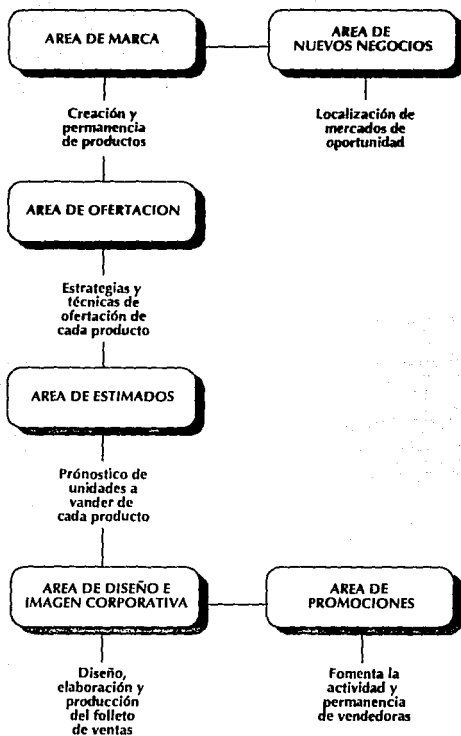 AREA DE MARCA
AREA DE
NUEVOS NEGOCIOS
Creación y
permanencia
de productos
Localización de
mercados de
oportunidad
AREA DE OFERTACION
Estrategias y
técnicas de
ofertación de
cada producto
AREA DE ESTIMADOS
Prónostico de
unidades a
vander de
cada producto
AREA DE DISEÑO E
IMAGEN CORPORATIVA
AREA DE
PROMOCIONES
Diseño,
elaboración y
producción
del folleto
de ventas
Fomenta la
actividad y
permanencia
de vendedoras